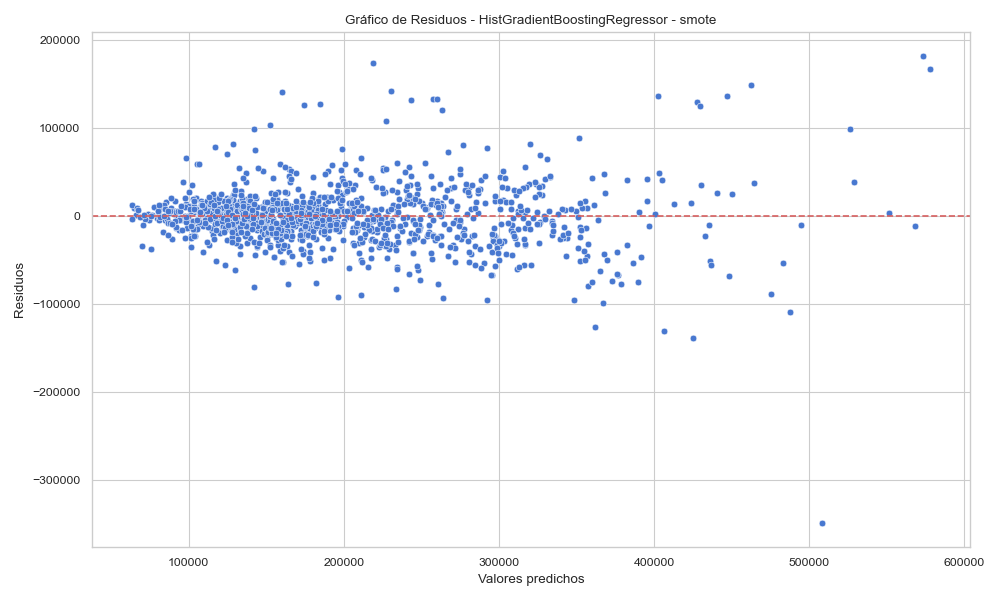 Gráfico de Residuos - HistGradientBoostingRegressor - smote
200000
100000
0
−100000
−200000
−300000
Residuos
100000 200000 300000 400000 500000 600000
Valores predichos